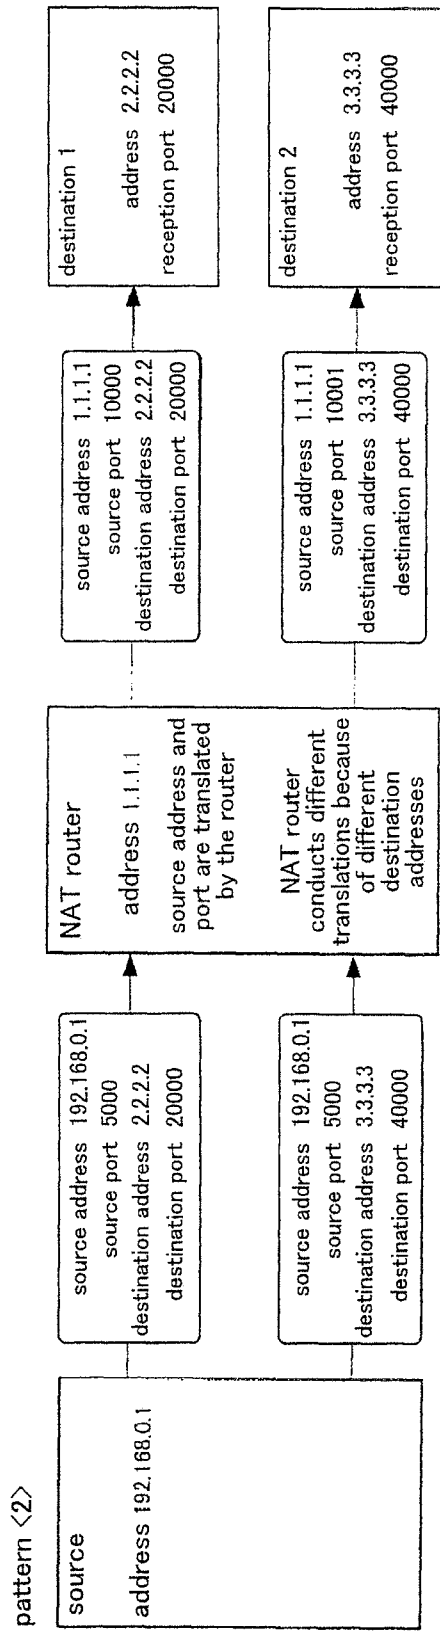 pattern <2>
source
address 192.168.0.1
source address 192.168.0.1
source port 5000
destination address 2.2.2.2
destination port 20000
source address 192.168.0.1
source port 5000
destination address 3.3.3.3
destination port 40000
NAT router
address 1.1.1.1
source address and
port are translated
by the router
NAT router
conducts different
translations because
of different
destination
addresses
source address 1.1.1.1
source port 10000
destination address 2.2.2.2
destination port 20000
source address 1.1.1.1
source port 10001
destination address 3.3.3.3
destination port 40000
destination 1
address 2.2.2.2
reception port 20000
destination 2
address 3.3.3.3
reception port 40000